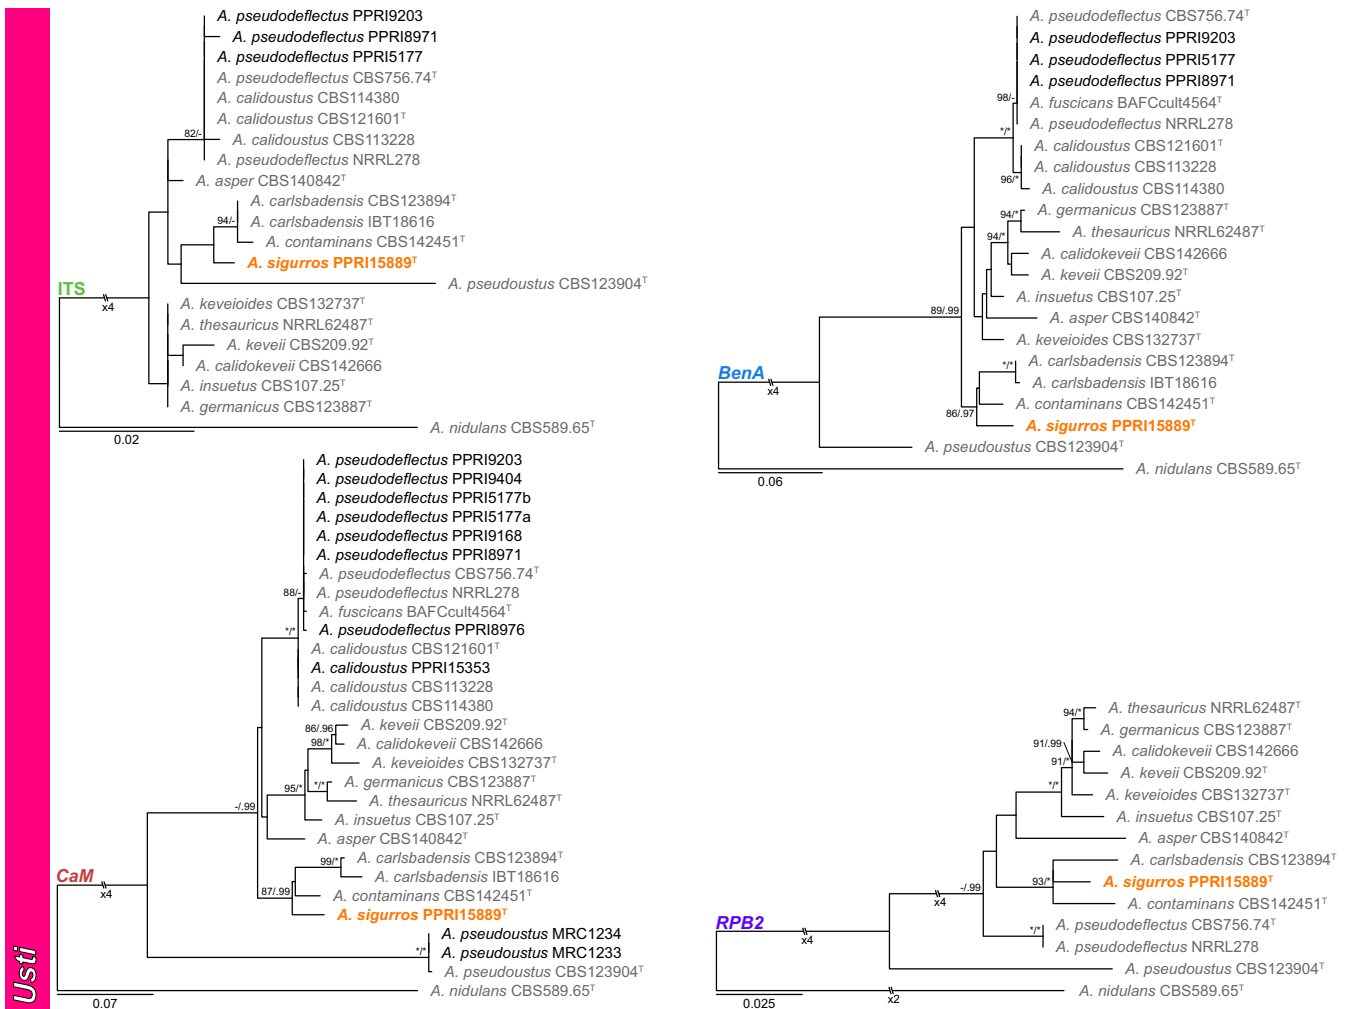 Usti
A. pseudodeflectus PPRI9203
A. pseudodeflectus PPRI8971
A. pseudodeflectus PPRI5177
A. pseudodeflectus CBS756.74ᵀ
A. calidoustus CBS114380
A. calidoustus CBS121601ᵀ
82/-
A. calidoustus CBS113228
A. pseudodeflectus NRRL278
A. asper CBS140842ᵀ
A. carlsbadensis CBS123894ᵀ
94/-
A. carlsbadensis IBT18616
A. contaminans CBS142451ᵀ
A. sigurros PPRI15889ᵀ
A. pseudoustus CBS123904ᵀ
ITS
x4
A. keveioides CBS132737ᵀ
A. thesauricus NRRL62487ᵀ
A. keveii CBS209.92ᵀ
A. calidokeveii CBS142666
A. insuetus CBS107.25ᵀ
A. germanicus CBS123887ᵀ
A. nidulans CBS589.65ᵀ
0.02
A. pseudodeflectus CBS756.74ᵀ
A. pseudodeflectus PPRI9203
A. pseudodeflectus PPRI5177
A. pseudodeflectus PPRI8971
98/-
A. fuscicans BAFCcult4564ᵀ
A. pseudodeflectus NRRL278
*/*
A. calidoustus CBS121601ᵀ
A. calidoustus CBS113228
96/*
A. calidoustus CBS114380
A. germanicus CBS123887ᵀ
94/*
A. thesauricus NRRL62487ᵀ
94/*
A. calidokeveii CBS142666
A. keveii CBS209.92ᵀ
A. insuetus CBS107.25ᵀ
89/.99
A. asper CBS140842ᵀ
A. keveioides CBS132737ᵀ
A. carlsbadensis CBS123894ᵀ
*/*
BenA
x4
A. carlsbadensis IBT18616
A. contaminans CBS142451ᵀ
86/.97
A. sigurros PPRI15889ᵀ
A. pseudoustus CBS123904ᵀ
A. nidulans CBS589.65ᵀ
0.06
A. pseudodeflectus PPRI9203
A. pseudodeflectus PPRI9404
A. pseudodeflectus PPRI5177b
A. pseudodeflectus PPRI5177a
A. pseudodeflectus PPRI9168
A. pseudodeflectus PPRI8971
A. pseudodeflectus CBS756.74ᵀ
88/-
A. pseudodeflectus NRRL278
A. fuscicans BAFCcult4564ᵀ
*/*
A. pseudodeflectus PPRI8976
A. calidoustus CBS121601ᵀ
A. calidoustus PPRI15353
A. calidoustus CBS113228
A. calidoustus CBS114380
86/.96
A. keveii CBS209.92ᵀ
98/*
A. calidokeveii CBS142666
A. keveioides CBS132737ᵀ
95/*
*/*
A. germanicus CBS123887ᵀ
A. thesauricus NRRL62487ᵀ
-/.99
A. insuetus CBS107.25ᵀ
A. asper CBS140842ᵀ
99/*
A. carlsbadensis CBS123894ᵀ
A. carlsbadensis IBT18616
CaM
x4
87/.99
A. contaminans CBS142451ᵀ
A. sigurros PPRI15889ᵀ
A. pseudoustus MRC1234
*/*
A. pseudoustus MRC1233
A. pseudoustus CBS123904ᵀ
A. nidulans CBS589.65ᵀ
0.07
A. thesauricus NRRL62487ᵀ
94/*
A. germanicus CBS123887ᵀ
91/.99
A. calidokeveii CBS142666
91/*
A. keveii CBS209.92ᵀ
*/*
A. keveioides CBS132737ᵀ
A. insuetus CBS107.25ᵀ
A. asper CBS140842ᵀ
A. carlsbadensis CBS123894ᵀ
-/.99
x4
93/*
A. sigurros PPRI15889ᵀ
A. contaminans CBS142451ᵀ
RPB2
x4
A. pseudodeflectus CBS756.74ᵀ
*/*
A. pseudodeflectus NRRL278
A. pseudoustus CBS123904ᵀ
A. nidulans CBS589.65ᵀ
x2
0.025